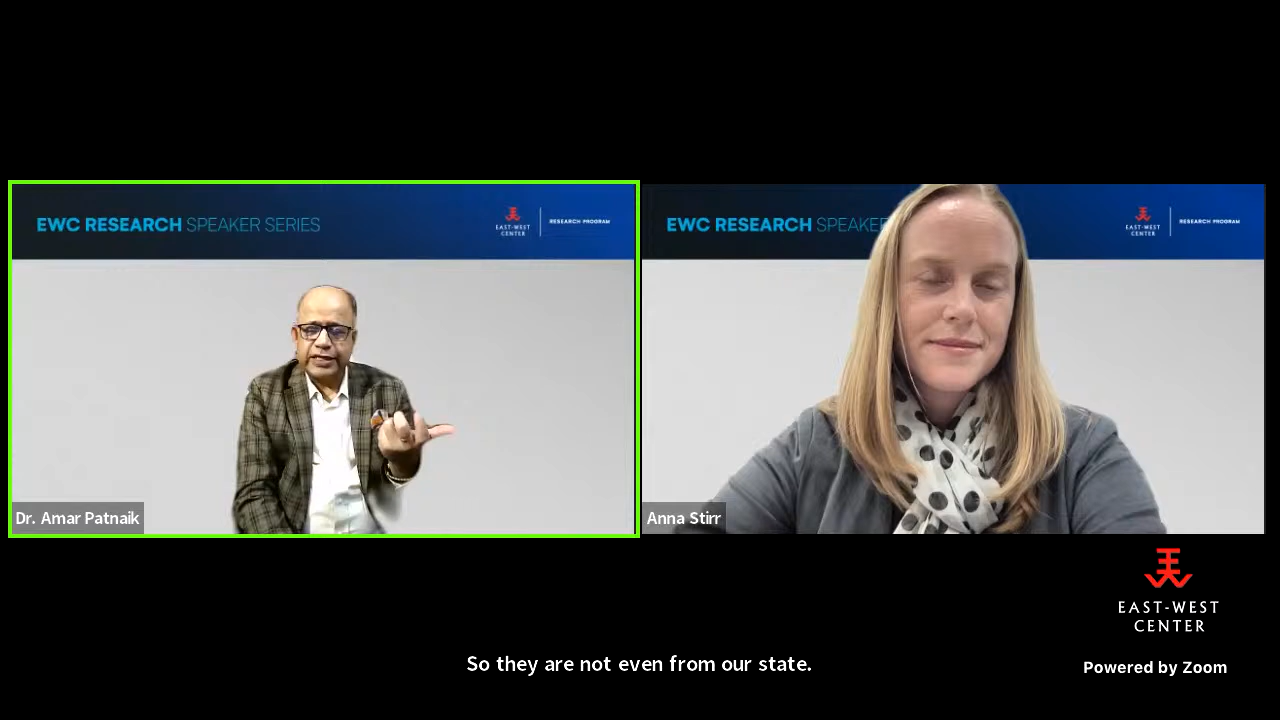 EWC RESEARCH SPEAKER SERIES
EAST-WEST
CENTER
RESEARCH PROGRAM
EWC RESEARCH SPEAKE
EAST-WEST
CENTER
RESEARCH PROGRAM
Dr. Amar Patnaik
Anna Stirr
EAST-WEST
CENTER
So they are not even from our state.
Powered by Zoom